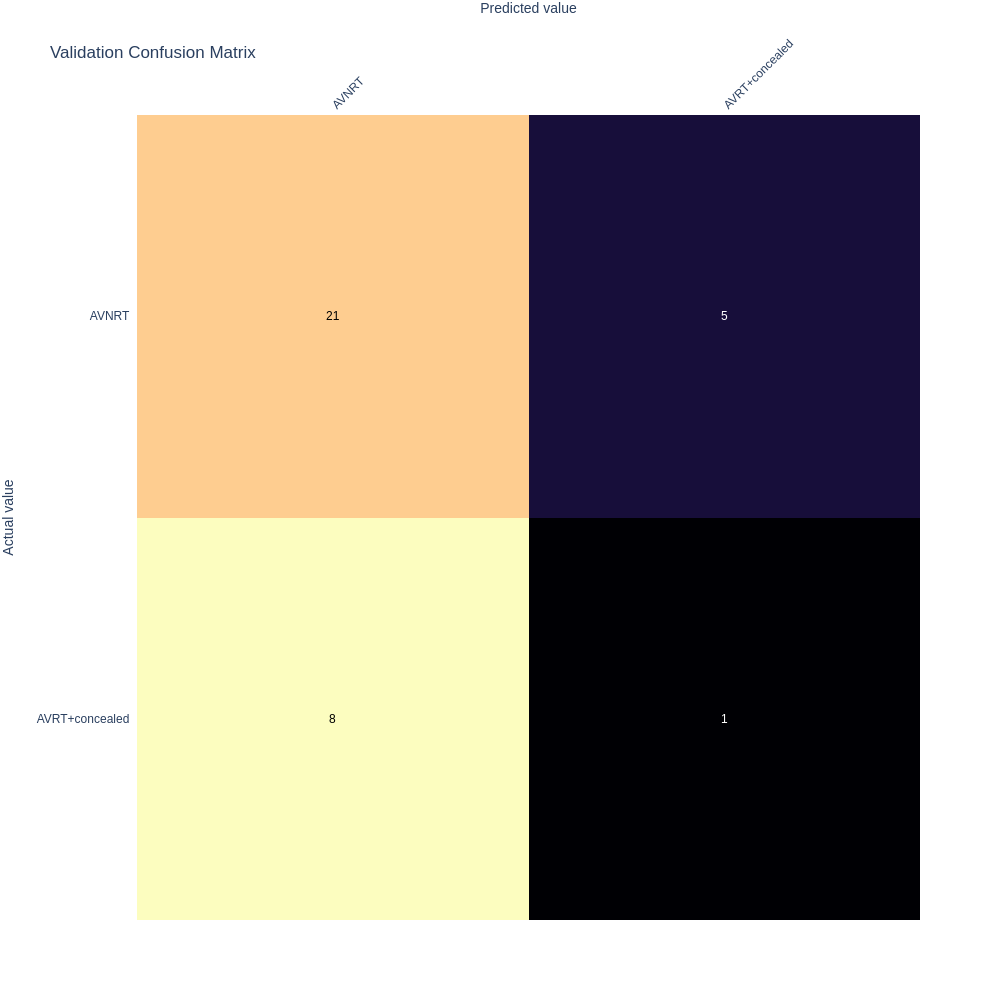 Predicted value
Validation Confusion Matrix
AVNRT
AVRT+concealed
AVNRT
21
5
Actual value
AVRT+concealed
8
1